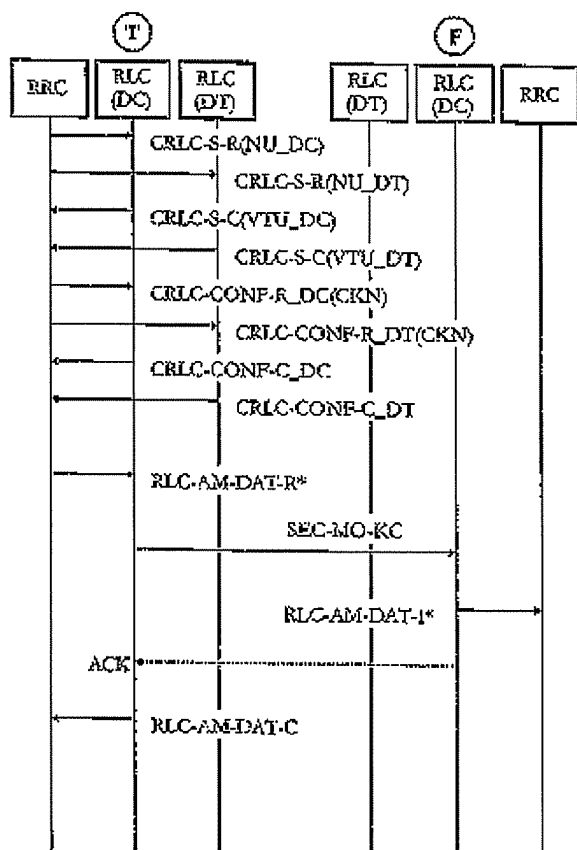 T
F
RRC
RLC
(DC)
RLC
(DT)
RLC
(DT)
RLC
(DC)
RRC
CRLC-S-R(NU_DC)
CRLC-S-R(NU_DT)
CRLC-S-C(VTU_DC)
CRLC-S-C(VTU_DT)
CRLC-CONF-R_DC(CKN)
CRLC-CONF-R_DT(CKN)
CRLC-CONF-C_DC
CRLC-CONF-C_DT
RLC-AM-DAT-R*
SEC-MO-KC
RLC-AM-DAT-I*
ACK
RLC-AM-DAT-C